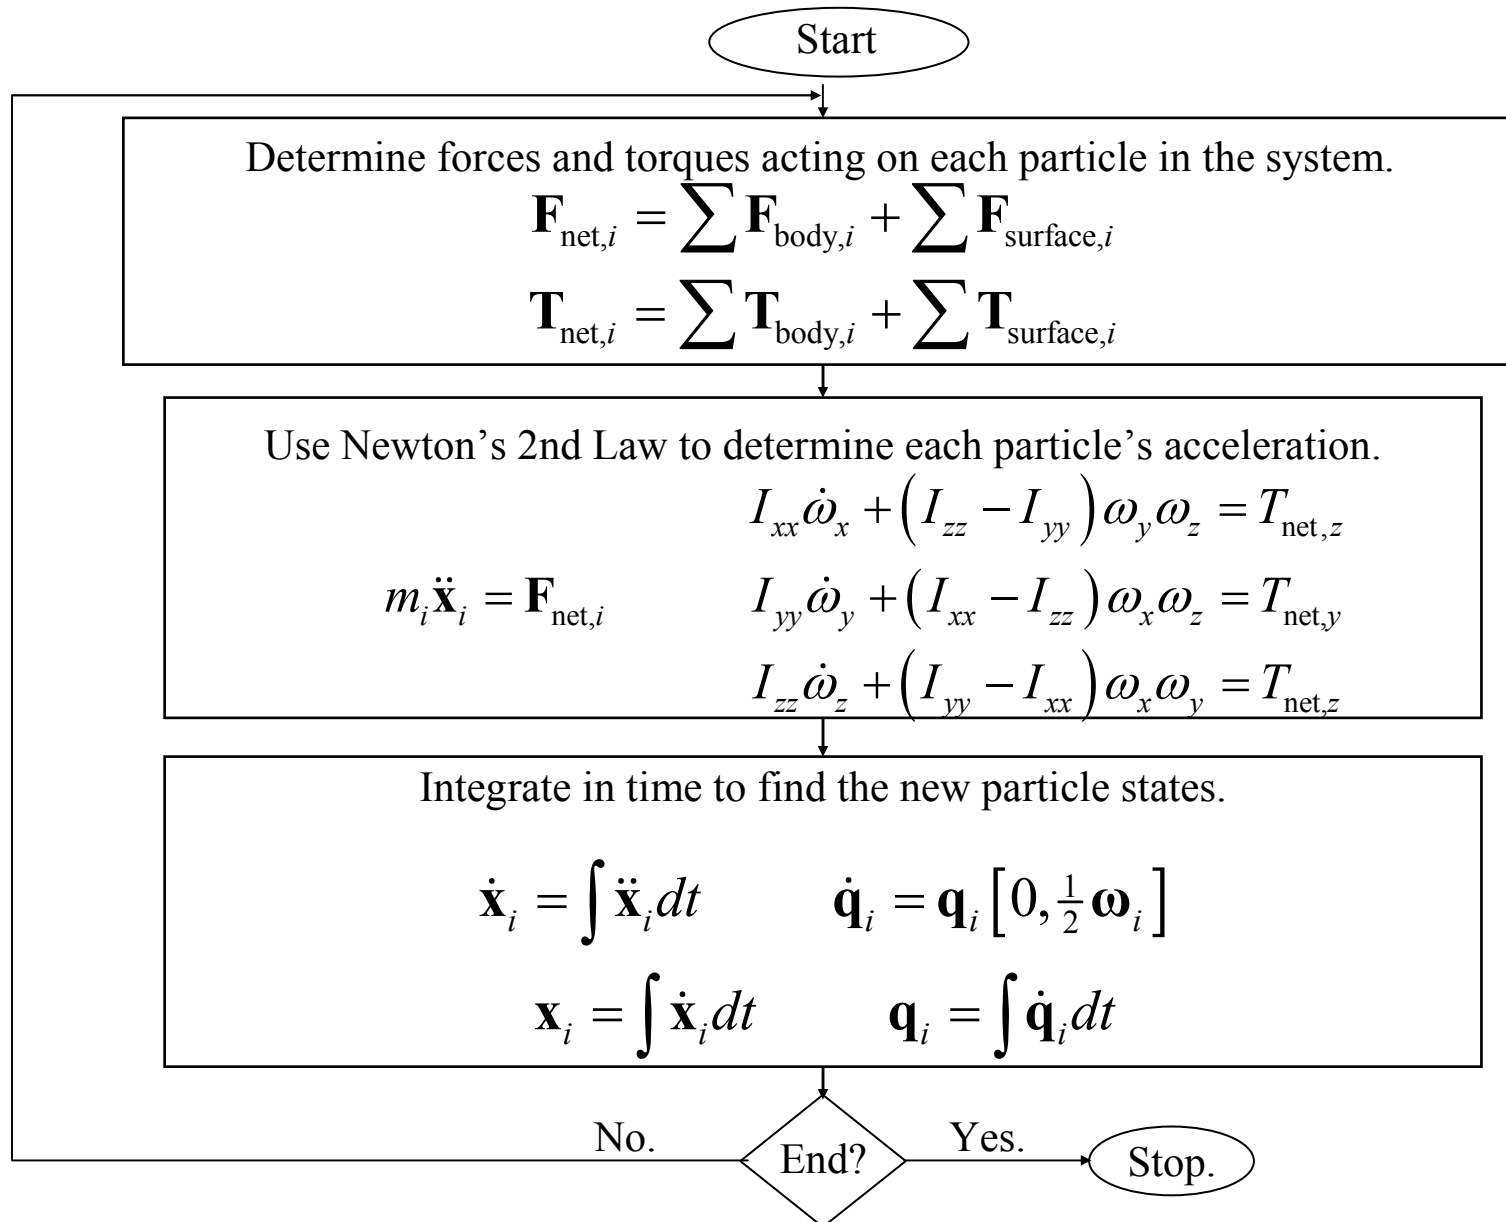 Start
Determine forces and torques acting on each particle in the system.
𝐅_net,i = ∑ 𝐅_body,i + ∑ 𝐅_surface,i
𝐓_net,i = ∑ 𝐓_body,i + ∑ 𝐓_surface,i
Use Newton’s 2nd Law to determine each particle’s acceleration.
I_xx ω̇_x + (I_zz − I_yy) ω_y ω_z = T_net,z
m_i 𝐱̈_i = 𝐅_net,i I_yy ω̇_y + (I_xx − I_zz) ω_x ω_z = T_net,y
I_zz ω̇_z + (I_yy − I_xx) ω_x ω_y = T_net,z
Integrate in time to find the new particle states.
𝐱̇_i = ∫ 𝐱̈_i dt 𝐪̇_i = 𝐪_i [0, ½ 𝛚_i]
𝐱_i = ∫ 𝐱̇_i dt 𝐪_i = ∫ 𝐪̇_i dt
No.
End?
Yes.
Stop.